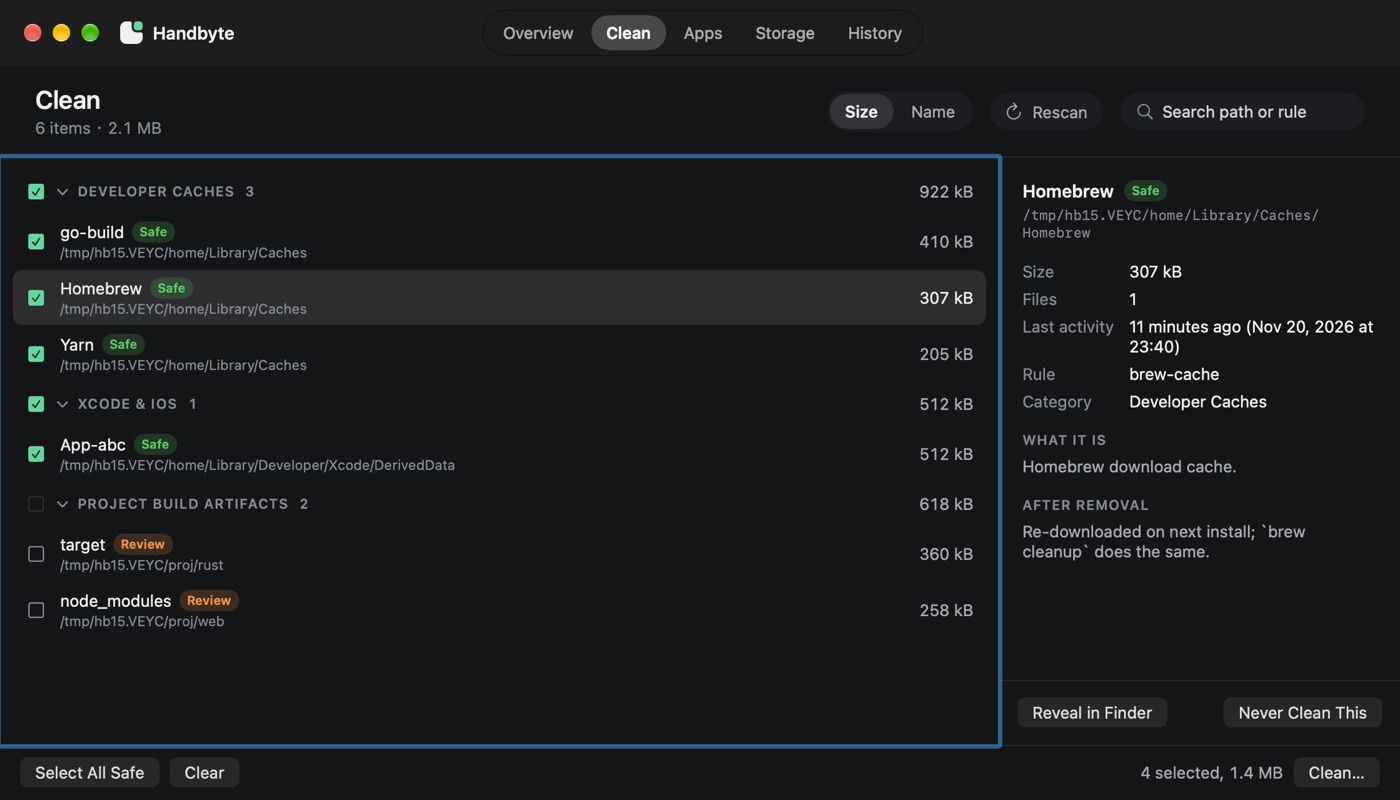 Handbyte
Overview Clean Apps Storage History
Clean
6 items · 2.1 MB
Size Name Rescan Search path or rule
DEVELOPER CACHES 3 922 kB
go-build Safe
/tmp/hb15.VEYC/home/Library/Caches
410 kB
Homebrew Safe
/tmp/hb15.VEYC/home/Library/Caches
307 kB
Yarn Safe
/tmp/hb15.VEYC/home/Library/Caches
205 kB
XCODE & IOS 1 512 kB
App-abc Safe
/tmp/hb15.VEYC/home/Library/Developer/Xcode/DerivedData
512 kB
PROJECT BUILD ARTIFACTS 2 618 kB
target Review
/tmp/hb15.VEYC/proj/rust
360 kB
node_modules Review
/tmp/hb15.VEYC/proj/web
258 kB
Homebrew Safe
/tmp/hb15.VEYC/home/Library/Caches/
Homebrew
Size 307 kB
Files 1
Last activity 11 minutes ago (Nov 20, 2026 at
23:40)
Rule brew-cache
Category Developer Caches
WHAT IT IS
Homebrew download cache.
AFTER REMOVAL
Re-downloaded on next install; `brew
cleanup` does the same.
Reveal in Finder Never Clean This
Select All Safe Clear 4 selected, 1.4 MB Clean...